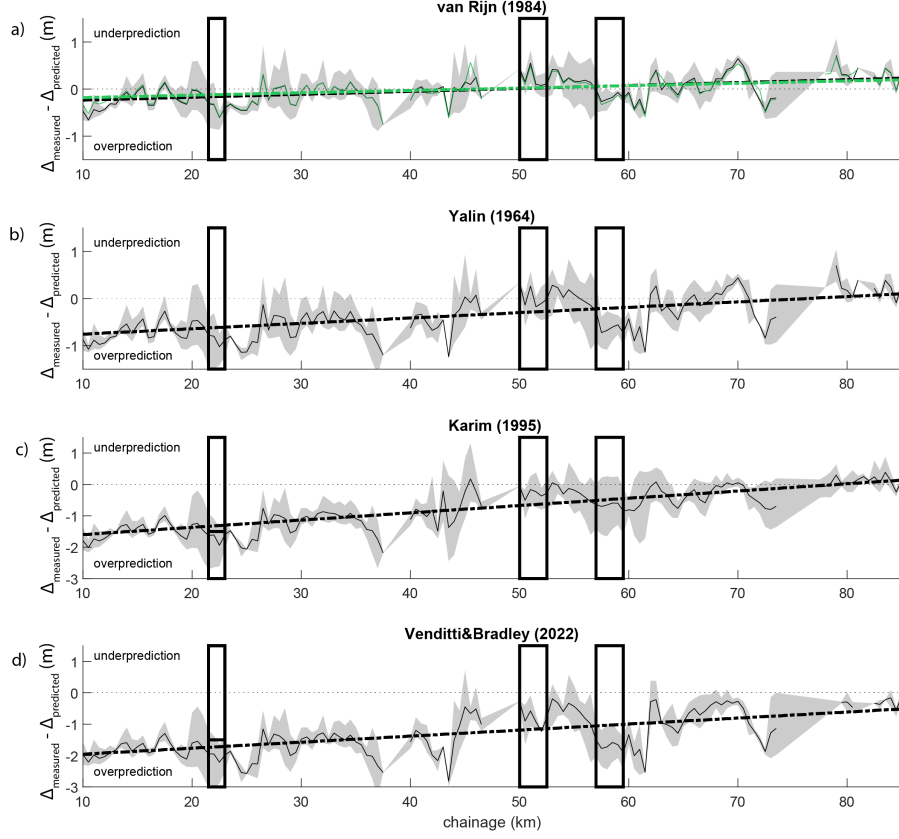 van Rijn (1984)
a)
underprediction
overprediction
Δmeasured - Δpredicted (m)
1
0
-1
10 20 30 40 50 60 70 80
Yalin (1964)
b)
underprediction
overprediction
Δmeasured - Δpredicted (m)
1
0
-1
10 20 30 40 50 60 70 80
Karim (1995)
c)
underprediction
overprediction
Δmeasured - Δpredicted (m)
1
0
-1
-2
-3
10 20 30 40 50 60 70 80
Venditti&Bradley (2022)
d)
underprediction
overprediction
Δmeasured - Δpredicted (m)
1
0
-1
-2
-3
10 20 30 40 50 60 70 80
chainage (km)